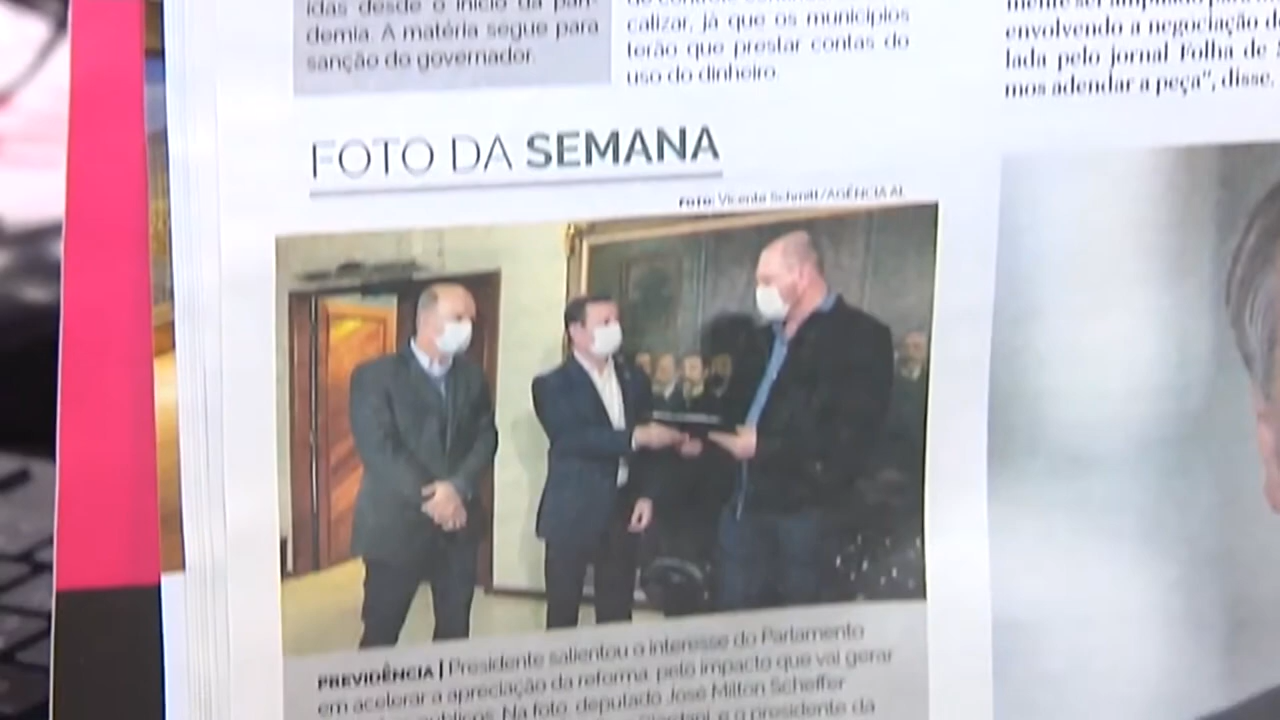 idas desde o início da pan-
demia. A matéria segue para
sanção do governador.
calizar, já que os municípios
terão que prestar contas do
uso do dinheiro.
envolvendo a negociação d
lada pelo jornal Folha de S
mos adendar a peça", disse.
FOTO DA SEMANA
FOTO: Vicente Schmitt/AGÊNCIA AL
PREVIDÊNCIA | Presidente salientou o interesse do Parlamento
em acelerar a apreciação da reforma, pelo impacto que vai gerar
públicos. Na foto, deputado José Milton Scheffer
e o presidente da